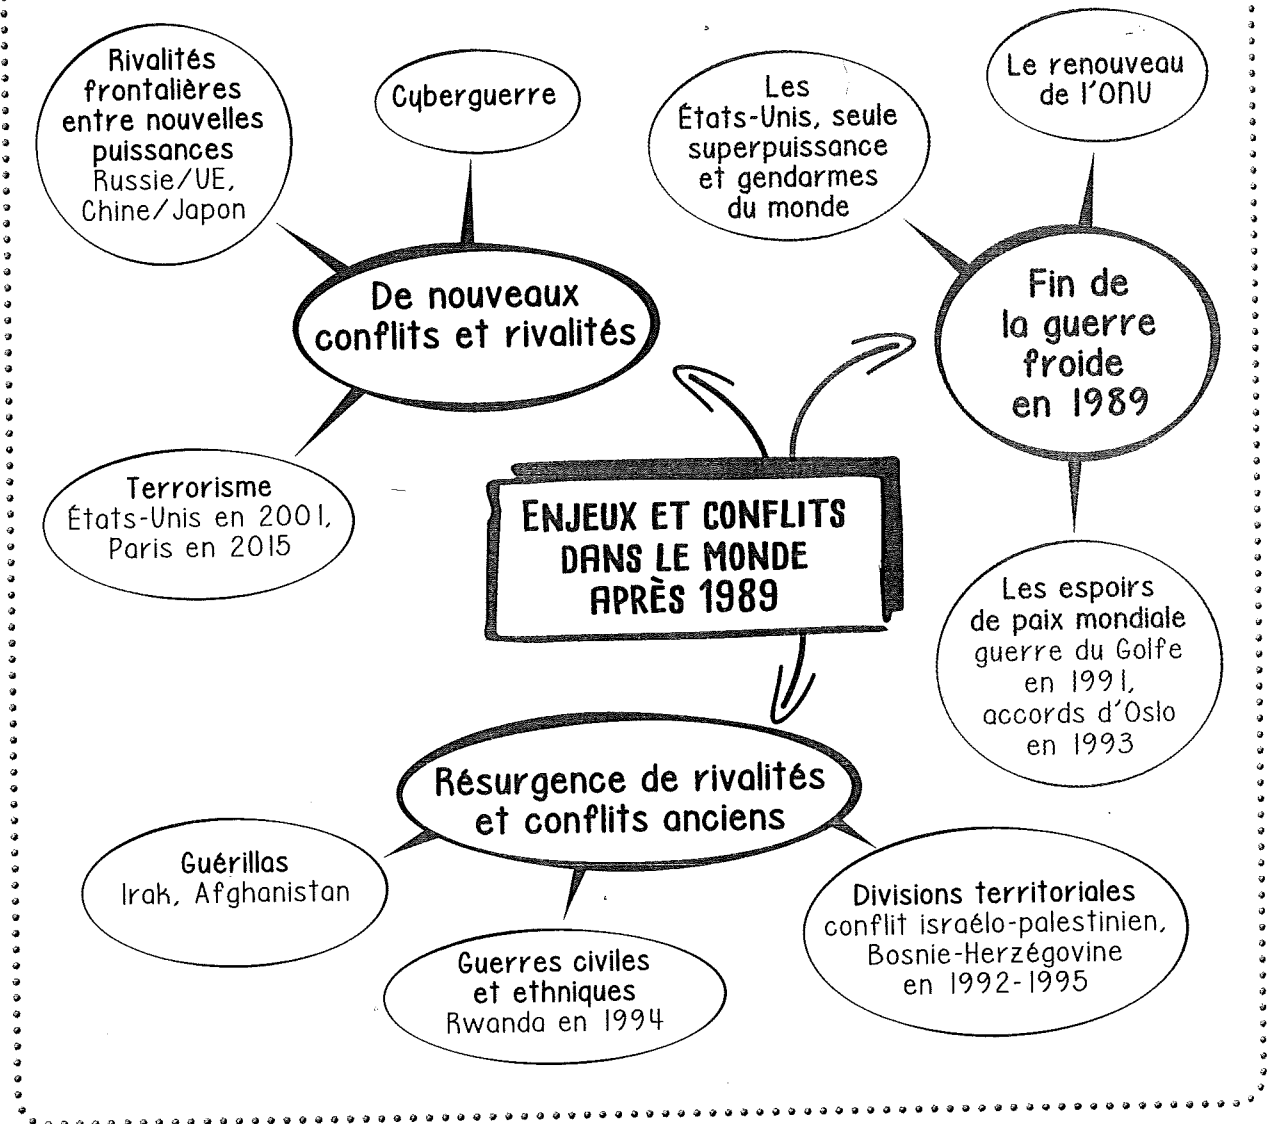 Rivalités
frontalières
entre nouvelles
puissances
Russie/UE,
Chine/Japon
Cyberguerre
Les
États-Unis, seule
superpuissance
et gendarmes
du monde
Le renouveau
de l'ONU
De nouveaux
conflits et rivalités
Fin de
la guerre
froide
en 1989
Terrorisme
États-Unis en 2001,
Paris en 2015
ENJEUX ET CONFLITS
DANS LE MONDE
APRÈS 1989
Les espoirs
de paix mondiale
guerre du Golfe
en 1991,
accords d'Oslo
en 1993
Résurgence de rivalités
et conflits anciens
Guérillas
Irak, Afghanistan
Guerres civiles
et ethniques
Rwanda en 1994
Divisions territoriales
conflit israélo-palestinien,
Bosnie-Herzégovine
en 1992-1995